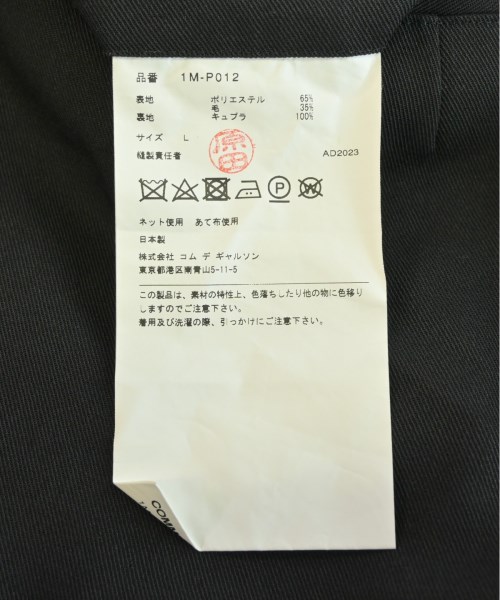 品番 1M-P012
表地 ポリエステル 65%
毛 35%
裏地 キュプラ 100%
サイズ L
縫製責任者 原田 AD2023
ネット使用 あて布使用
日本製
株式会社 コム デ ギャルソン
東京都港区南青山5-11-5
この製品は、素材の特性上、色落ちしたり他の物に色移り
しますのでご注意下さい。
着用及び洗濯の際、引っかけにご注意下さい。